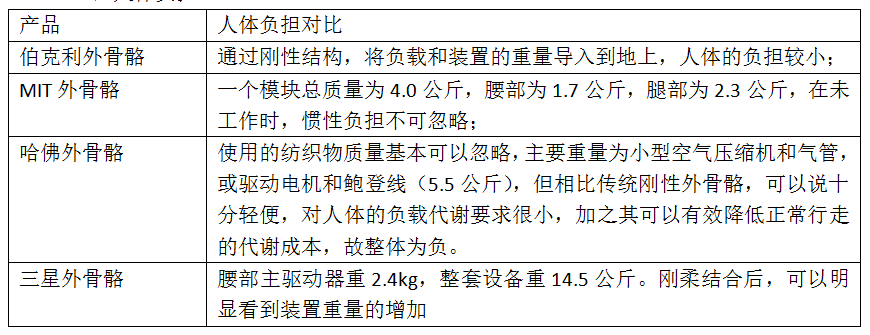 产品 人体负担对比
伯克利外骨骼 通过刚性结构，将负载和装置的重量导入到地上，人体的负担较小；
MIT 外骨骼 一个模块总质量为 4.0 公斤，腰部为 1.7 公斤，腿部为 2.3 公斤，在未
工作时，惯性负担不可忽略；
哈佛外骨骼 使用的纺织物质量基本可以忽略，主要重量为小型空气压缩机和气管，
或驱动电机和鲍登线（5.5 公斤），但相比传统刚性外骨骼，可以说十
分轻便，对人体的负载代谢要求很小，加之其可以有效降低正常行走
的代谢成本，故整体为负。
三星外骨骼 腰部主驱动器重 2.4kg，整套设备重 14.5 公斤。刚柔结合后，可以明
显看到装置重量的增加